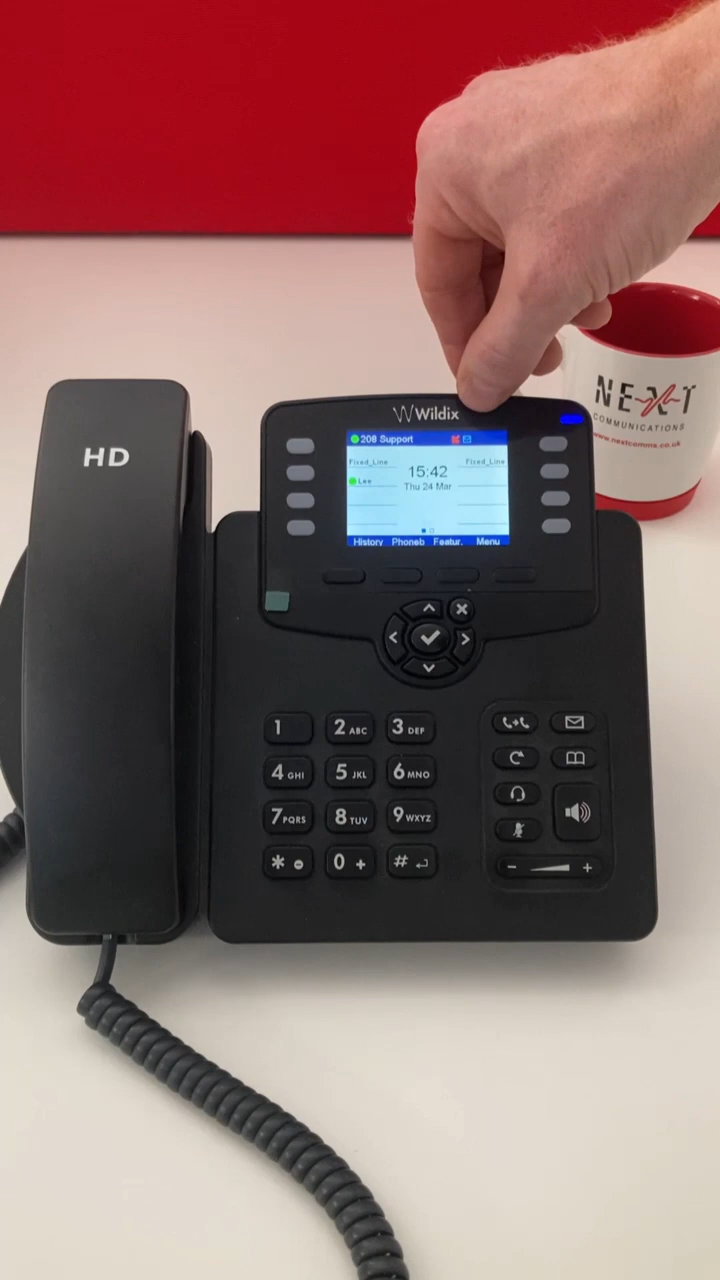 Wildix
NEXT
COMMUNICATIONS
www.nextcomms.co.uk
208 Support
Fixed_Line
Fixed_Line
15:42
Lee
Thu 24 Mar
History Phoneb Featur. Menu
HD
1 2 ABC 3 DEF
4 GHI 5 JKL 6 MNO
7 PQRS 8 TUV 9 WXYZ
* 0 + #
- +